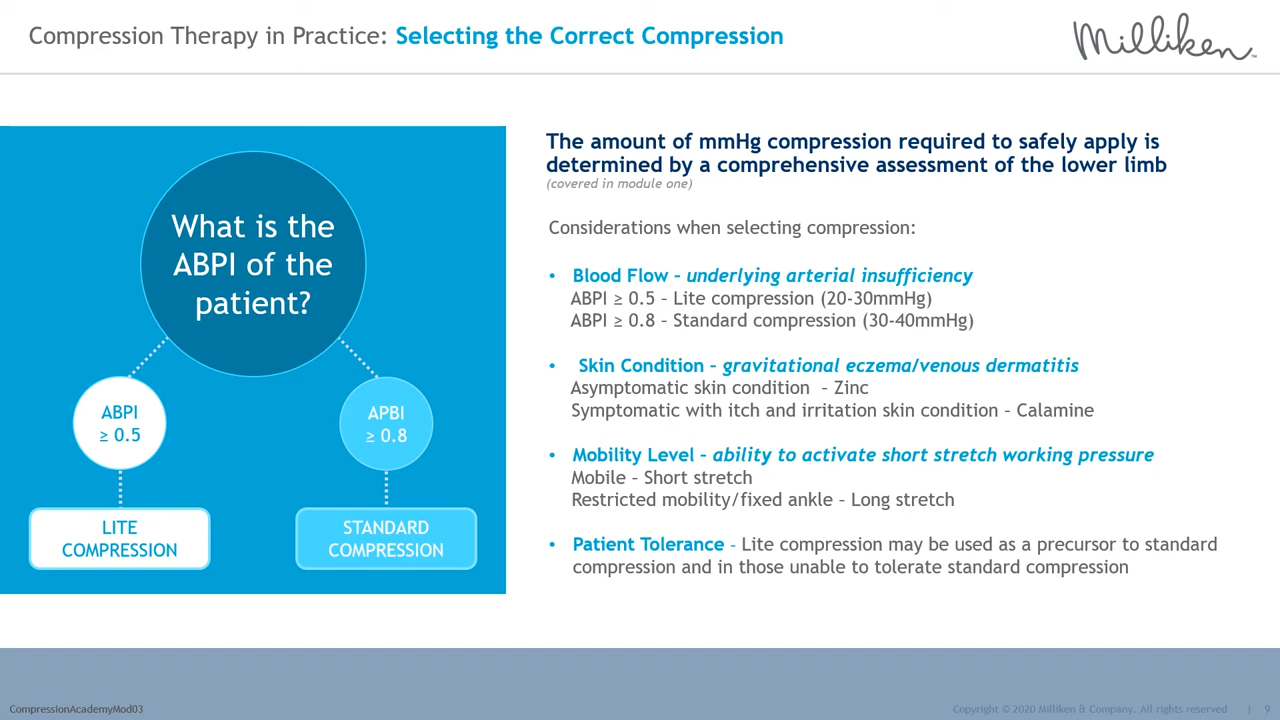 Compression Therapy in Practice: Selecting the Correct Compression
Milliken™
What is the
ABPI of the
patient?
ABPI
≥ 0.5
APBI
≥ 0.8
LITE
COMPRESSION
STANDARD
COMPRESSION
The amount of mmHg compression required to safely apply is
determined by a comprehensive assessment of the lower limb
(covered in module one)
Considerations when selecting compression:
• Blood Flow – underlying arterial insufficiency
ABPI ≥ 0.5 – Lite compression (20-30mmHg)
ABPI ≥ 0.8 – Standard compression (30-40mmHg)
• Skin Condition – gravitational eczema/venous dermatitis
Asymptomatic skin condition – Zinc
Symptomatic with itch and irritation skin condition – Calamine
• Mobility Level – ability to activate short stretch working pressure
Mobile – Short stretch
Restricted mobility/fixed ankle – Long stretch
• Patient Tolerance - Lite compression may be used as a precursor to standard
compression and in those unable to tolerate standard compression
CompressionAcademyMod03
Copyright © 2020 Milliken & Company. All rights reserved | 9